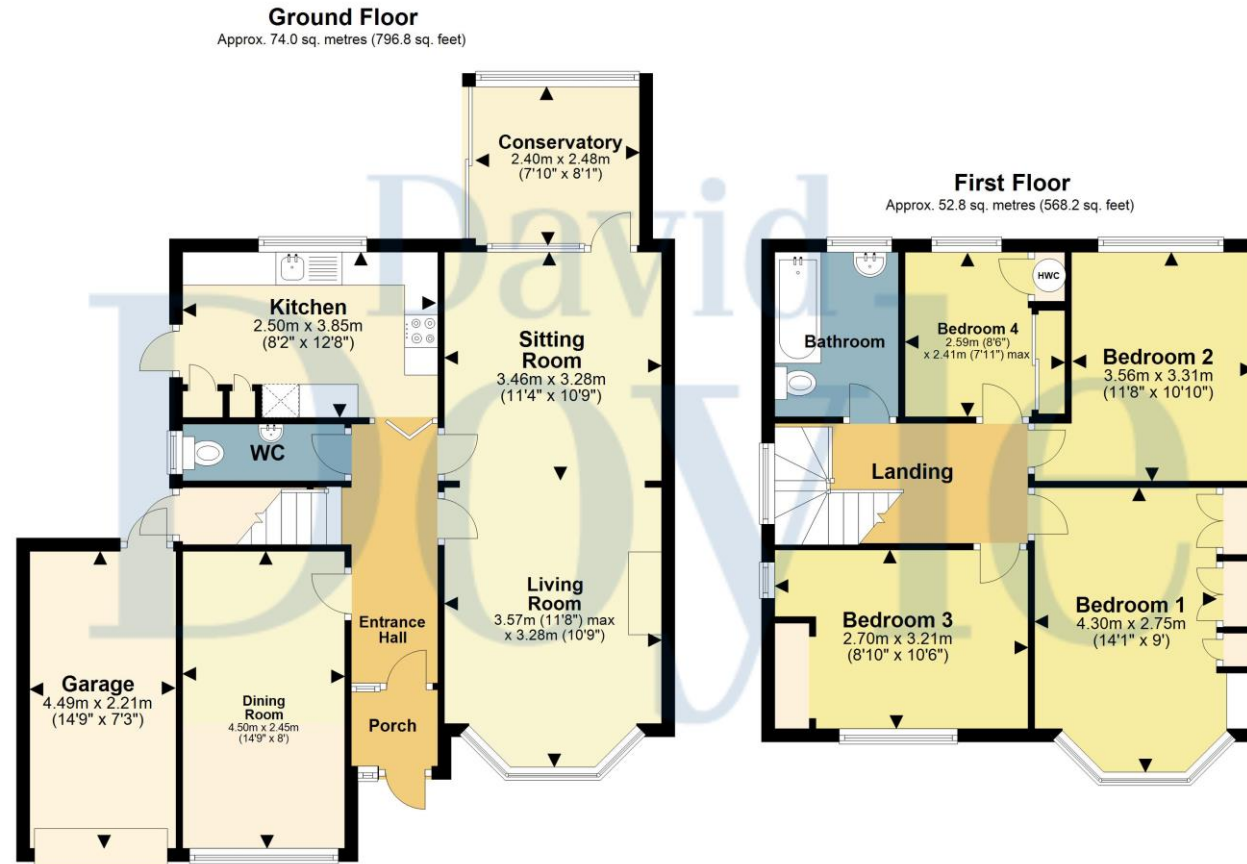 Ground Floor
Approx. 74.0 sq. metres (796.8 sq. feet)
Conservatory
2.40m x 2.48m
(7'10" x 8'1")
Kitchen
2.50m x 3.85m
(8'2" x 12'8")
Sitting
Room
3.46m x 3.28m
(11'4" x 10'9")
WC
Living
Room
3.57m (11'8") max
x 3.28m (10'9")
Entrance
Hall
Garage
4.49m x 2.21m
(14'9" x 7'3")
Dining
Room
4.50m x 2.45m
(14'9" x 8')
Porch
First Floor
Approx. 52.8 sq. metres (568.2 sq. feet)
HWC
Bathroom
Bedroom 4
2.59m (8'6")
x 2.41m (7'11") max
Bedroom 2
3.56m x 3.31m
(11'8" x 10'10")
Landing
Bedroom 3
2.70m x 3.21m
(8'10" x 10'6")
Bedroom 1
4.30m x 2.75m
(14'1" x 9')
David
Doyle